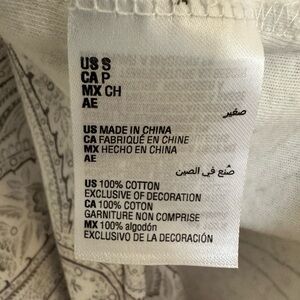 US S
CA P
MX CH
AE
صغير
US MADE IN CHINA
CA FABRIQUÉ EN CHINE
MX HECHO EN CHINA
AE
صُنع في الصين
US 100% COTTON
EXCLUSIVE OF DECORATION
CA 100% COTON
GARNITURE NON COMPRISE
MX 100% algodón
EXCLUSIVO DE LA DECORACIÓN